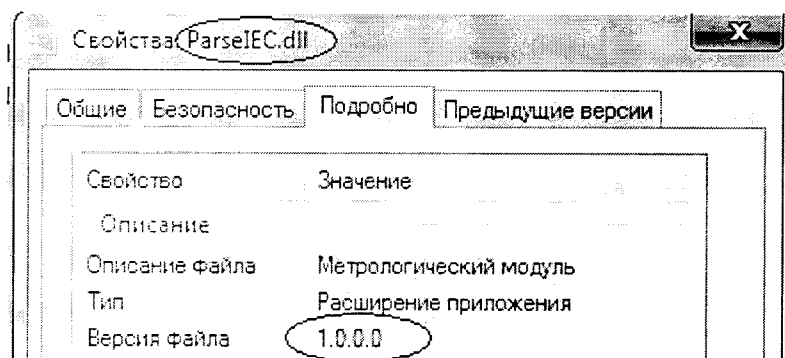 Свойства: ParseIEC.dll
Общие Безопасность Подробно Предыдущие версии
Свойство Значение
Описание
Описание файла Метрологический модуль
Тип Расширение приложения
Версия файла 1.0.0.0